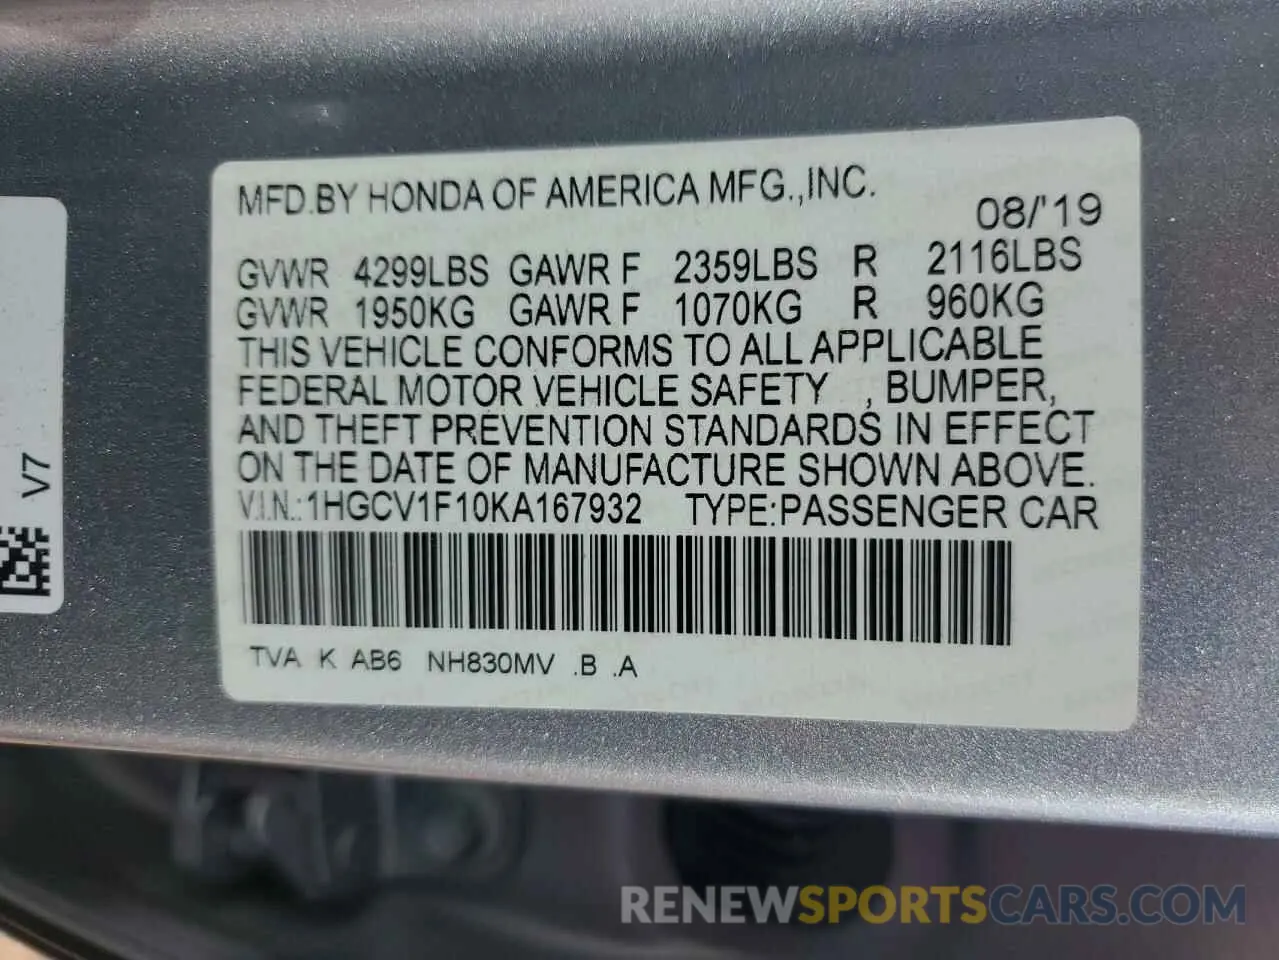 MFD.BY HONDA OF AMERICA MFG.,INC.
08/'19
GVWR 4299LBS GAWR F 2359LBS R 2116LBS
GVWR 1950KG GAWR F 1070KG R 960KG
THIS VEHICLE CONFORMS TO ALL APPLICABLE
FEDERAL MOTOR VEHICLE SAFETY , BUMPER,
AND THEFT PREVENTION STANDARDS IN EFFECT
ON THE DATE OF MANUFACTURE SHOWN ABOVE.
V.I.N.:1HGCV1F10KA167932 TYPE:PASSENGER CAR
TVA K AB6 NH830MV .B .A
V7
RENEWSPORTSCARS.COM